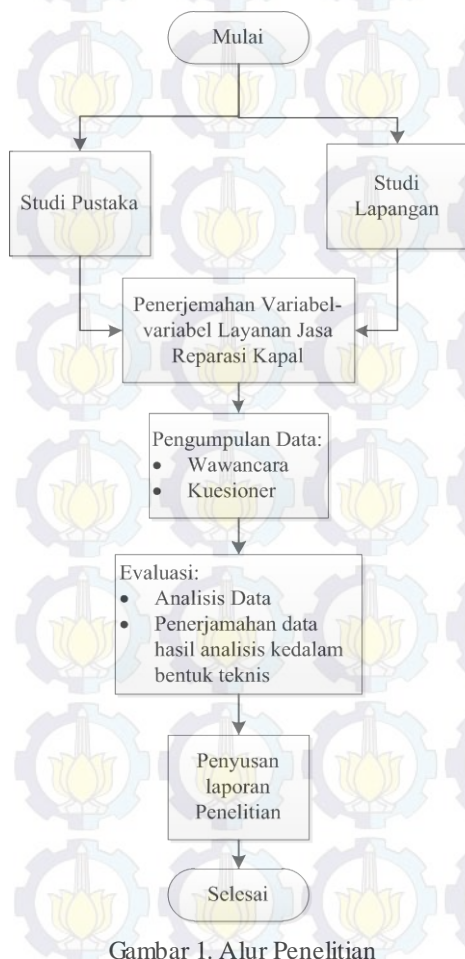 Mulai
Studi Pustaka
Studi
Lapangan
Penerjemahan Variabel-
variabel Layanan Jasa
Reparasi Kapal
Pengumpulan Data:
• Wawancara
• Kuesioner
Evaluasi:
• Analisis Data
• Penerjamahan data
hasil analisis kedalam
bentuk teknis
Penyusan
laporan
Penelitian
Selesai
Gambar 1. Alur Penelitian